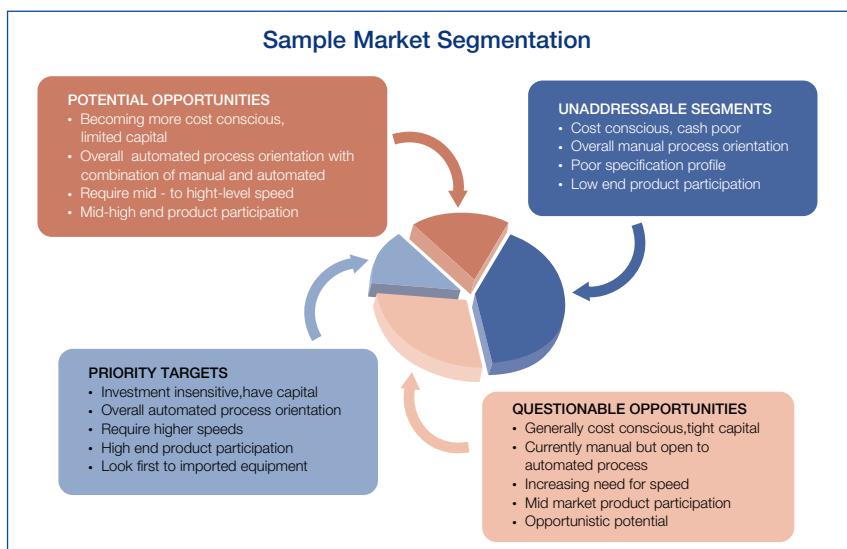 Sample Market Segmentation
POTENTIAL OPPORTUNITIES
• Becoming more cost conscious,
limited capital
• Overall automated process orientation with
combination of manual and automated
• Require mid - to hight-level speed
• Mid-high end product participation
UNADDRESSABLE SEGMENTS
• Cost conscious, cash poor
• Overall manual process orientation
• Poor specification profile
• Low end product participation
PRIORITY TARGETS
• Investment insensitive,have capital
• Overall automated process orientation
• Require higher speeds
• High end product participation
• Look first to imported equipment
QUESTIONABLE OPPORTUNITIES
• Generally cost conscious,tight capital
• Currently manual but open to
automated process
• Increasing need for speed
• Mid market product participation
• Opportunistic potential